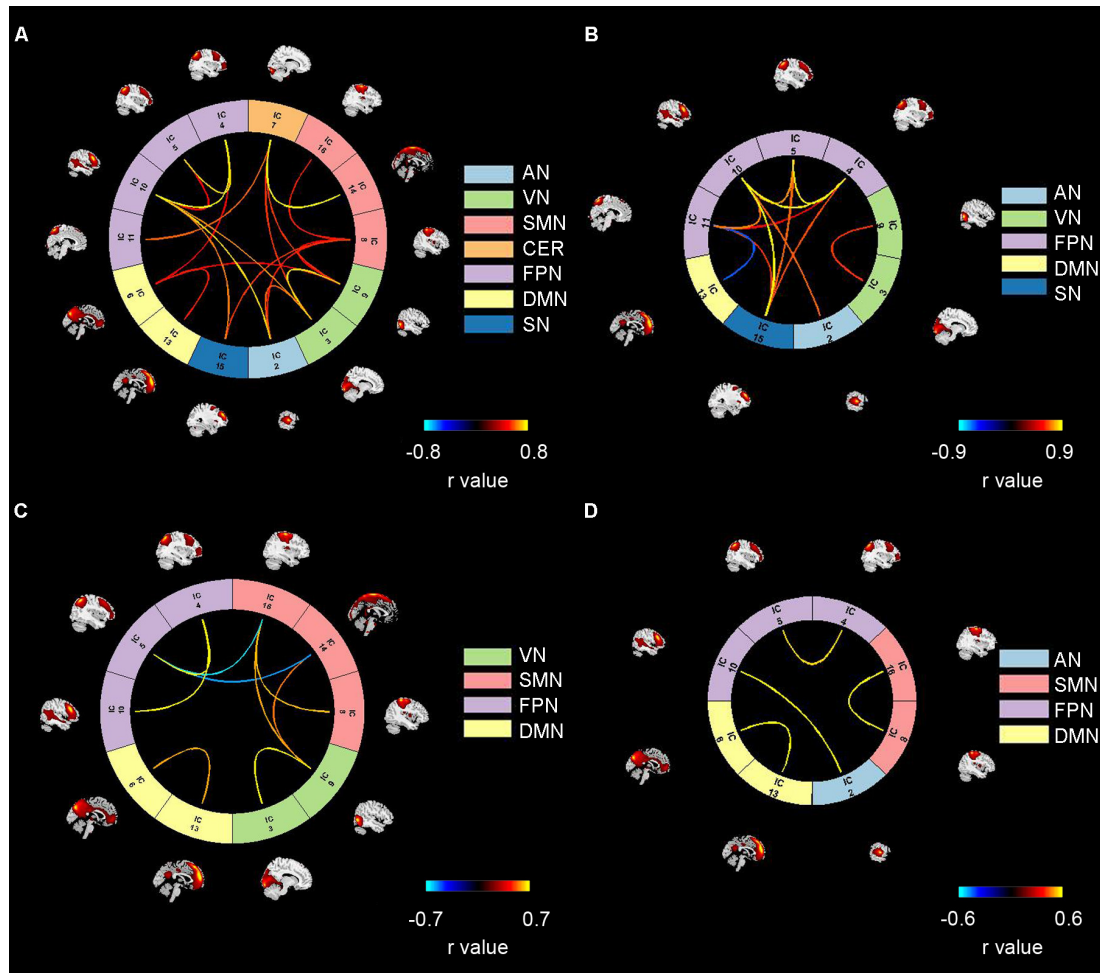 A
IC 4
IC 7
IC 16
IC 14
IC 8
IC 9
IC 3
IC 2
IC 15
IC 13
IC 6
IC 11
IC 10
IC 5
AN
VN
SMN
CER
FPN
DMN
SN
-0.8 0.8
r value
B
IC 5
IC 4
IC 9
IC 3
IC 2
IC 15
IC 13
IC 11
IC 10
AN
VN
FPN
DMN
SN
-0.9 0.9
r value
C
IC 4
IC 16
IC 14
IC 8
IC 9
IC 3
IC 13
IC 6
IC 10
IC 5
VN
SMN
FPN
DMN
-0.7 0.7
r value
D
IC 5
IC 4
IC 16
IC 8
IC 2
IC 13
IC 6
IC 10
AN
SMN
FPN
DMN
-0.6 0.6
r value